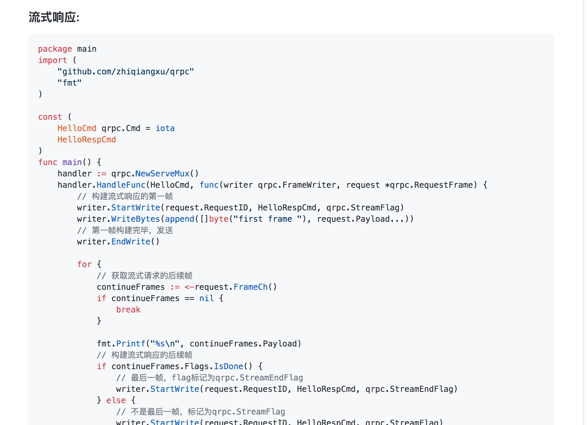 流式响应:
package main
import (
    "github.com/zhiqiangxu/qrpc"
    "fmt"
)
const (
    HelloCmd qrpc.Cmd = iota
    HelloRespCmd
)
func main() {
    handler := qrpc.NewServeMux()
    handler.HandleFunc(HelloCmd, func(writer qrpc.FrameWriter, request *qrpc.RequestFrame) {
        // 构建流式响应的第一帧
        writer.StartWrite(request.RequestID, HelloRespCmd, qrpc.StreamFlag)
        writer.WriteBytes(append([]byte("first frame "), request.Payload...))
        // 第一帧构建完毕，发送
        writer.EndWrite()
        for {
            // 获取流式请求的后续帧
            continueFrames := <-request.FrameCh()
            if continueFrames == nil {
                break
            }
            fmt.Printf("%s\n", continueFrames.Payload)
            // 构建流式响应的后续帧
            if continueFrames.Flags.IsDone() {
                // 最后一帧，flag标记为qrpc.StreamEndFlag
                writer.StartWrite(request.RequestID, HelloRespCmd, qrpc.StreamEndFlag)
            } else {
                // 不是最后一帧，标记为qrpc.StreamFlag
                writer.StartWrite(request.RequestID, HelloRespCmd, qrpc.StreamFlag)